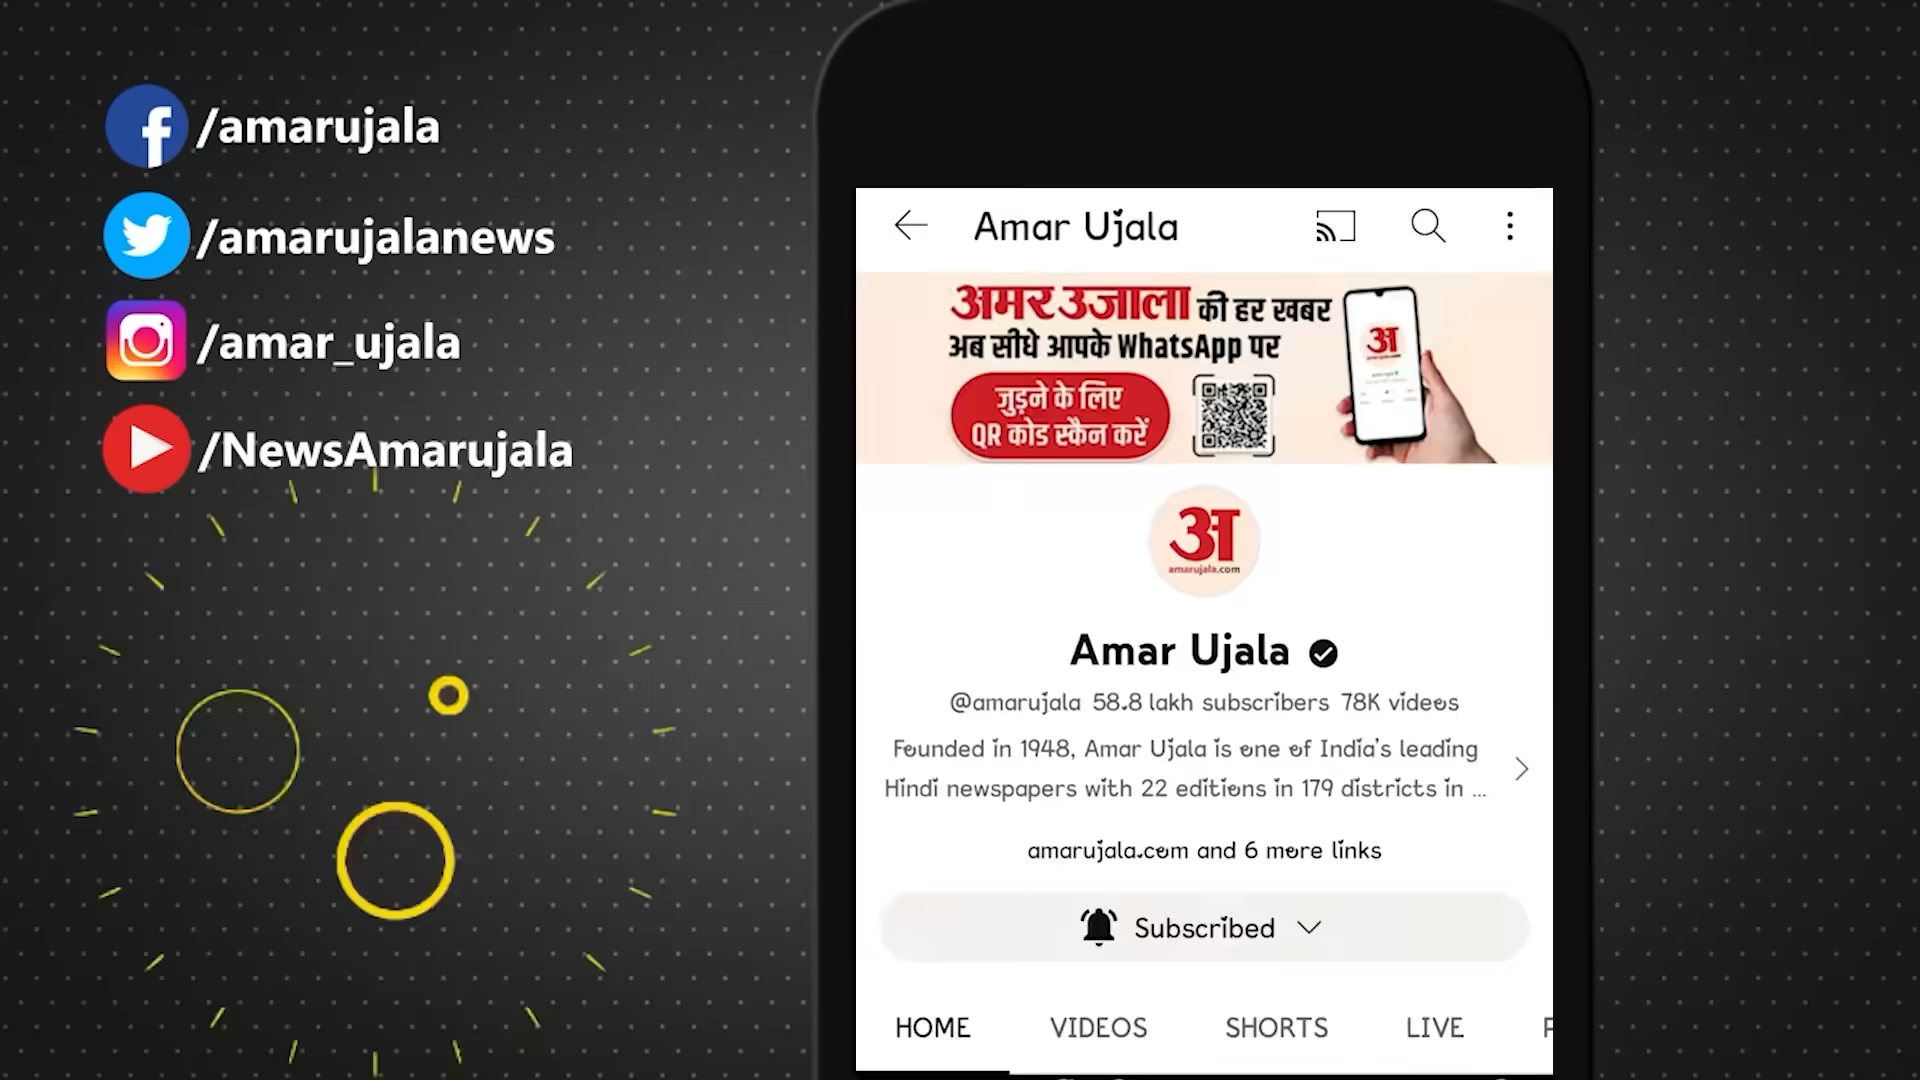 /amarujala
/amarujalanews
/amar_ujala
/NewsAmarujala
Amar Ujala
अमर उजाला की हर खबर
अब सीधे आपके WhatsApp पर
जुड़ने के लिए
QR कोड स्कैन करें
अ
अ
amarujala.com
Amar Ujala
@amarujala 58.8 lakh subscribers 78K videos
Founded in 1948, Amar Ujala is one of India's leading
Hindi newspapers with 22 editions in 179 districts in ...
amarujala.com and 6 more links
Subscribed
HOME VIDEOS SHORTS LIVE